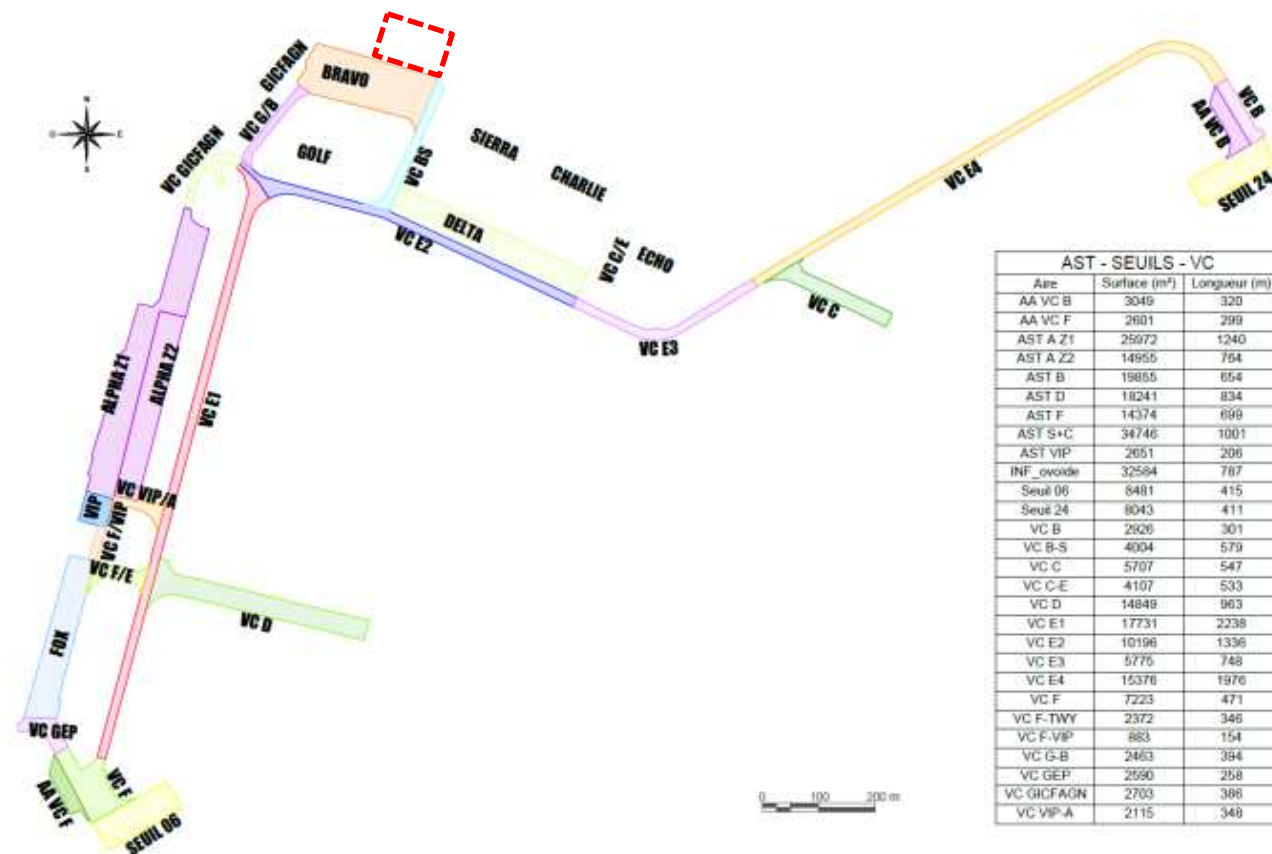 GICFAGN
BRAVO
VC G/B
N
O
E
S
VC GICFAGN
GOLF
VC BS
SIERRA
CHARLIE
VC E4
VC B
AA VC B
SEUIL 24
DELTA
VC E2
VC C/E
ECHO
VC C
VC E3
ALPHA Z1
ALPHA Z2
VC E1
VIP
VC VIP/A
VC F/VIP
VC F/E
VC D
FOX
VC GEP
VC F
AA VC F
SEUIL 06
0 100 200 m
AST - SEUILS - VC
Aire Surface (m²) Longueur (m)
AA VC B 3049 320
AA VC F 2601 299
AST A Z1 25972 1240
AST A Z2 14955 764
AST B 19855 654
AST D 18241 834
AST F 14374 699
AST S+C 34746 1001
AST VIP 2651 206
INF_ovoide 32584 767
Seuil 06 8481 415
Seuil 24 8043 411
VC B 2926 301
VC B-S 4004 579
VC C 5707 547
VC C-E 4107 533
VC D 14849 963
VC E1 17731 2238
VC E2 10196 1336
VC E3 5775 748
VC E4 15376 1976
VC F 7223 471
VC F-TWY 2372 346
VC F-VIP 883 154
VC G-B 2463 394
VC GEP 2590 258
VC GICFAGN 2703 386
VC VIP-A 2115 348